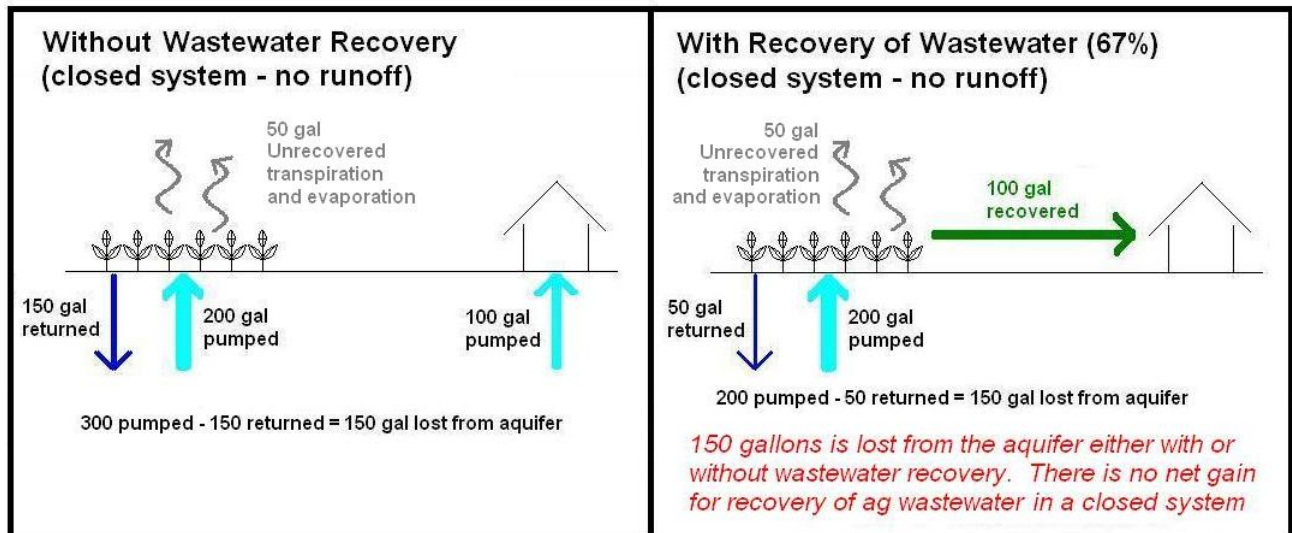 Without Wastewater Recovery
(closed system - no runoff)
50 gal
Unrecovered
transpiration
and evaporation
150 gal
returned
200 gal
pumped
100 gal
pumped
300 pumped - 150 returned = 150 gal lost from aquifer
With Recovery of Wastewater (67%)
(closed system - no runoff)
50 gal
Unrecovered
transpiration
and evaporation
100 gal
recovered
50 gal
returned
200 gal
pumped
200 pumped - 50 returned = 150 gal lost from aquifer
150 gallons is lost from the aquifer either with or
without wastewater recovery. There is no net gain
for recovery of ag wastewater in a closed system